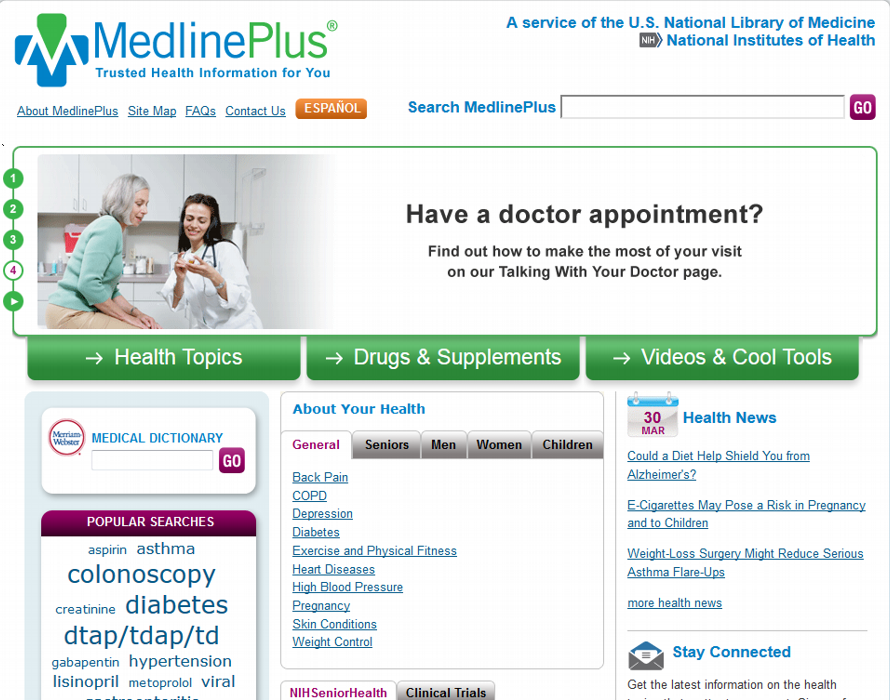 MedlinePlus®
Trusted Health Information for You
A service of the U.S. National Library of Medicine
NIH National Institutes of Health
About MedlinePlus Site Map FAQs Contact Us ESPAÑOL
Search MedlinePlus GO
1
2
3
4
Have a doctor appointment?
Find out how to make the most of your visit
on our Talking With Your Doctor page.
→ Health Topics
→ Drugs & Supplements
→ Videos & Cool Tools
Merriam-
Webster
MEDICAL DICTIONARY
GO
POPULAR SEARCHES
aspirin asthma
colonoscopy
creatinine diabetes
dtap/tdap/td
gabapentin hypertension
lisinopril metoprolol viral
About Your Health
General Seniors Men Women Children
Back Pain
COPD
Depression
Diabetes
Exercise and Physical Fitness
Heart Diseases
High Blood Pressure
Pregnancy
Skin Conditions
Weight Control
NIHSeniorHealth Clinical Trials
30
MAR
Health News
Could a Diet Help Shield You from
Alzheimer's?
E-Cigarettes May Pose a Risk in Pregnancy
and to Children
Weight-Loss Surgery Might Reduce Serious
Asthma Flare-Ups
more health news
Stay Connected
Get the latest information on the health